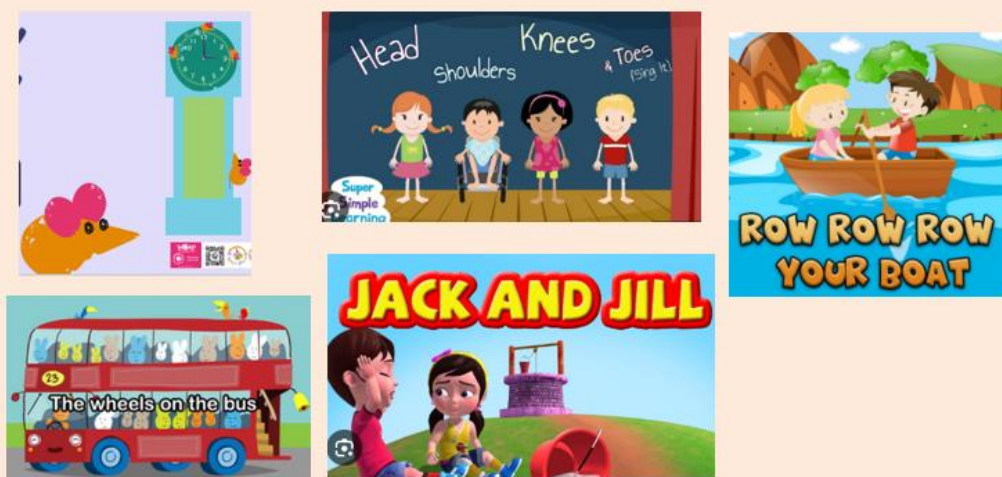 Head
Shoulders
Knees
& Toes
(Sing It)
Super
Simple
Learning
ROW ROW ROW
YOUR BOAT
23
The wheels on the bus
JACK AND JILL